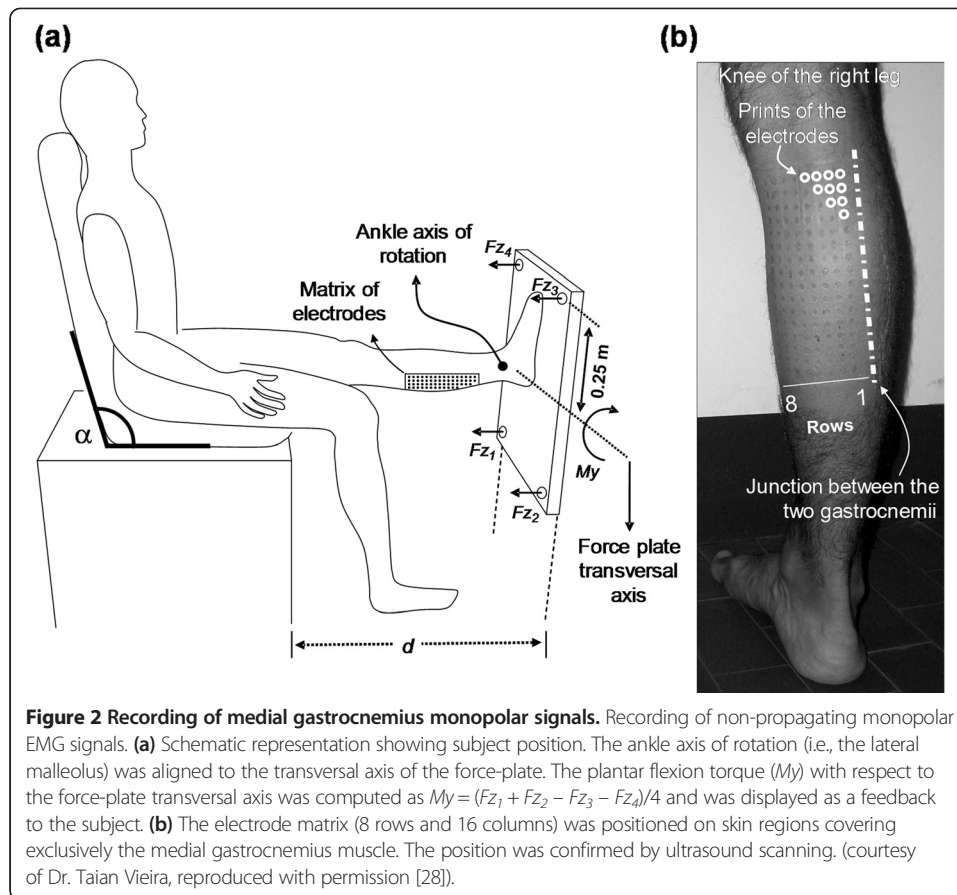 (a)
Ankle axis of
rotation
Matrix of
electrodes
Fz4
Fz3
0.25 m
α
Fz1
My
Fz2
Force plate
transversal
axis
d
(b)
Knee of the right leg
Prints of the
electrodes
8
1
Rows
Junction between the
two gastrocnemii
Figure 2 Recording of medial gastrocnemius monopolar signals. Recording of non-propagating monopolar
EMG signals. (a) Schematic representation showing subject position. The ankle axis of rotation (i.e., the lateral
malleolus) was aligned to the transversal axis of the force-plate. The plantar flexion torque (My) with respect to
the force-plate transversal axis was computed as My = (Fz1 + Fz2 – Fz3 – Fz4)/4 and was displayed as a feedback
to the subject. (b) The electrode matrix (8 rows and 16 columns) was positioned on skin regions covering
exclusively the medial gastrocnemius muscle. The position was confirmed by ultrasound scanning. (courtesy
of Dr. Taian Vieira, reproduced with permission [28]).